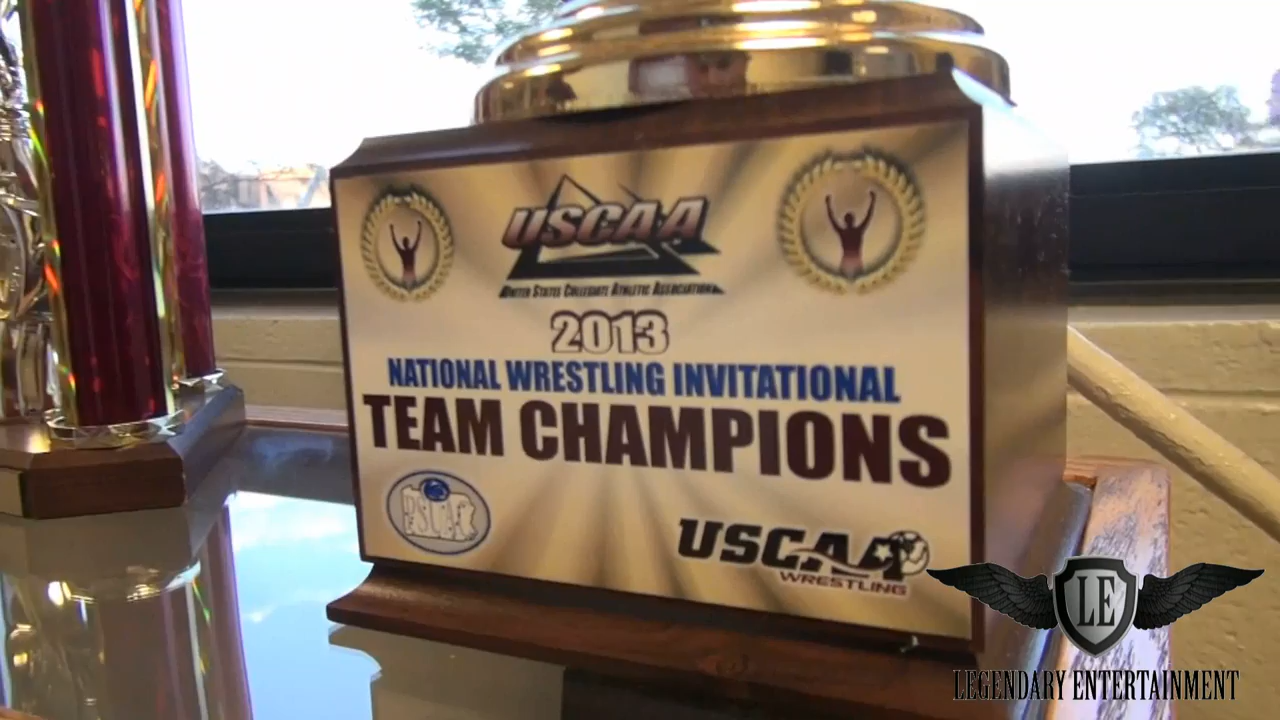 USCAA
UNITED STATES COLLEGIATE ATHLETIC ASSOCIATION
2013
NATIONAL WRESTLING INVITATIONAL
TEAM CHAMPIONS
PSUAC
USCAA
WRESTLING
LE
LEGENDARY ENTERTAINMENT